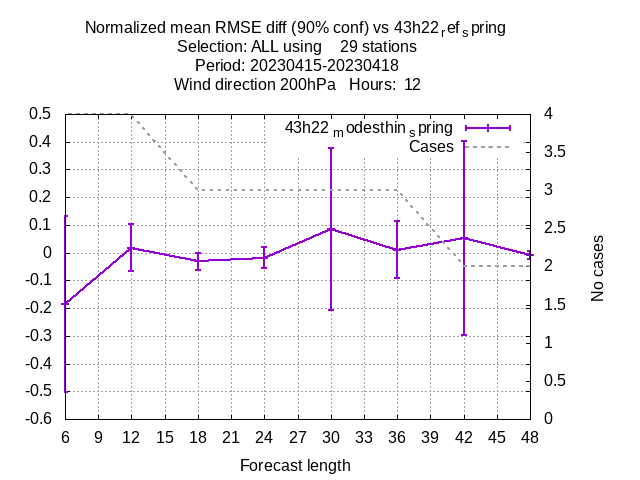 Normalized mean RMSE diff (90% conf) vs 43h22refspring
Selection: ALL using 29 stations
Period: 20230415-20230418
Wind direction 200hPa Hours: 12
43h22modesthinspring
Cases
0.5
0.4
0.3
0.2
0.1
0
-0.1
-0.2
-0.3
-0.4
-0.5
-0.6
4
3.5
3
2.5
2
1.5
1
0.5
0
No cases
6 9 12 15 18 21 24 27 30 33 36 39 42 45 48
Forecast length